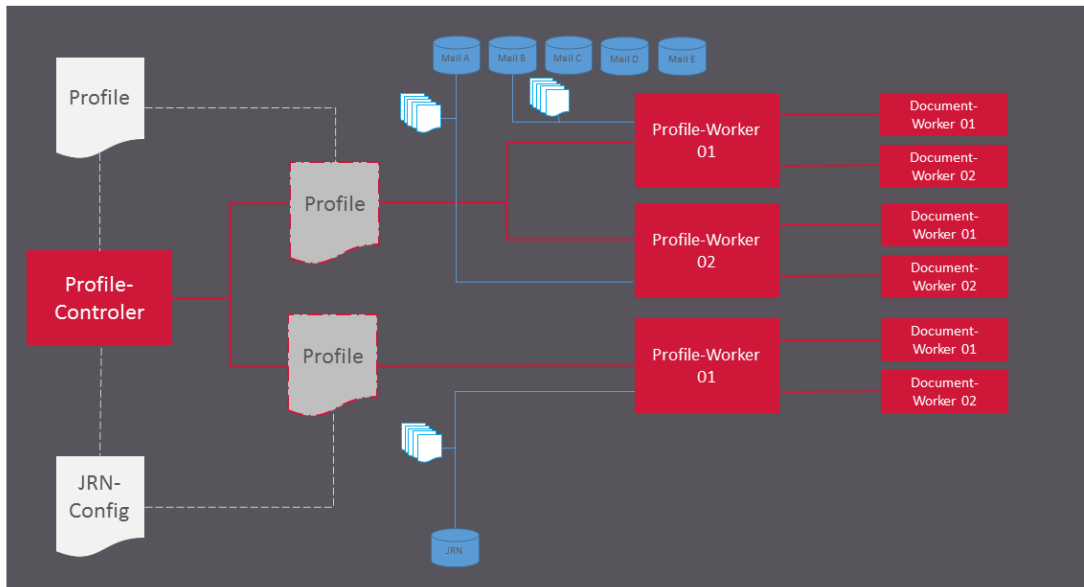 Mail A
Mail B
Mail C
Mail D
Mail E
Profile
Profile-Worker
01
Document-
Worker 01
Document-
Worker 02
Profile
Profile-Worker
02
Document-
Worker 01
Document-
Worker 02
Profile-
Controler
Profile
Profile-Worker
01
Document-
Worker 01
Document-
Worker 02
JRN-
Config
JRN